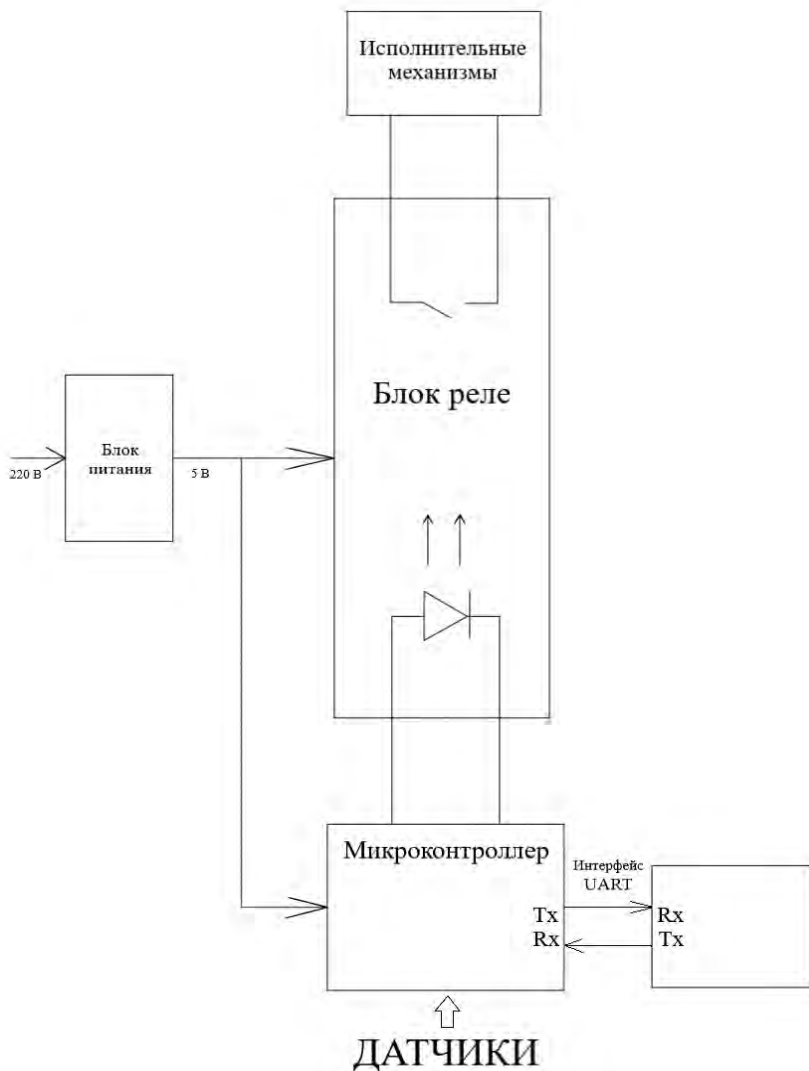 Исполнительные
механизмы
Блок реле
Блок
питания
220 В
5 В
Микроконтроллер
Интерфейс
UART
Tx
Rx
Rx
Tx
ДАТЧИКИ